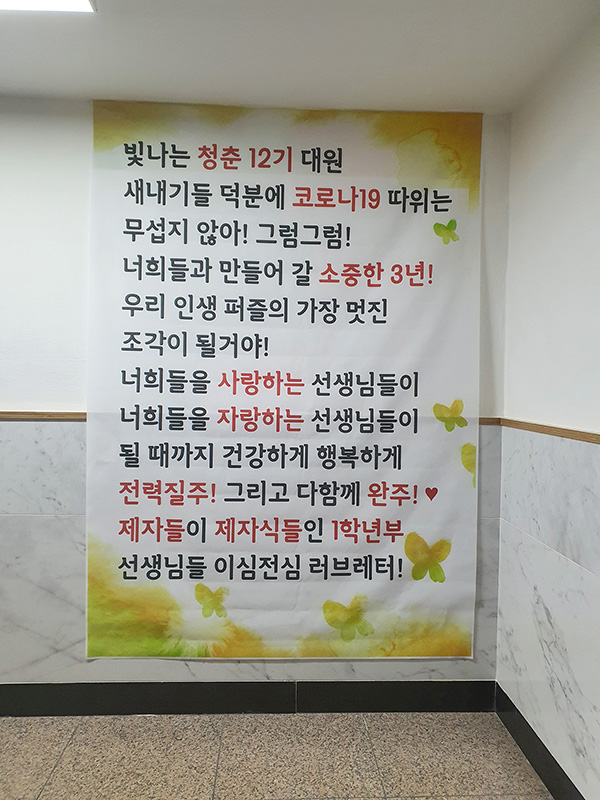 빛나는 청춘 12기 대원
새내기들 덕분에 코로나19 따위는
무섭지 않아! 그럼그럼!
너희들과 만들어 갈 소중한 3년!
우리 인생 퍼즐의 가장 멋진
조각이 될거야!
너희들을 사랑하는 선생님들이
너희들을 자랑하는 선생님들이
될 때까지 건강하게 행복하게
전력질주! 그리고 다함께 완주! ♥
제자들이 제자식들인 1학년부
선생님들 이심전심 러브레터!